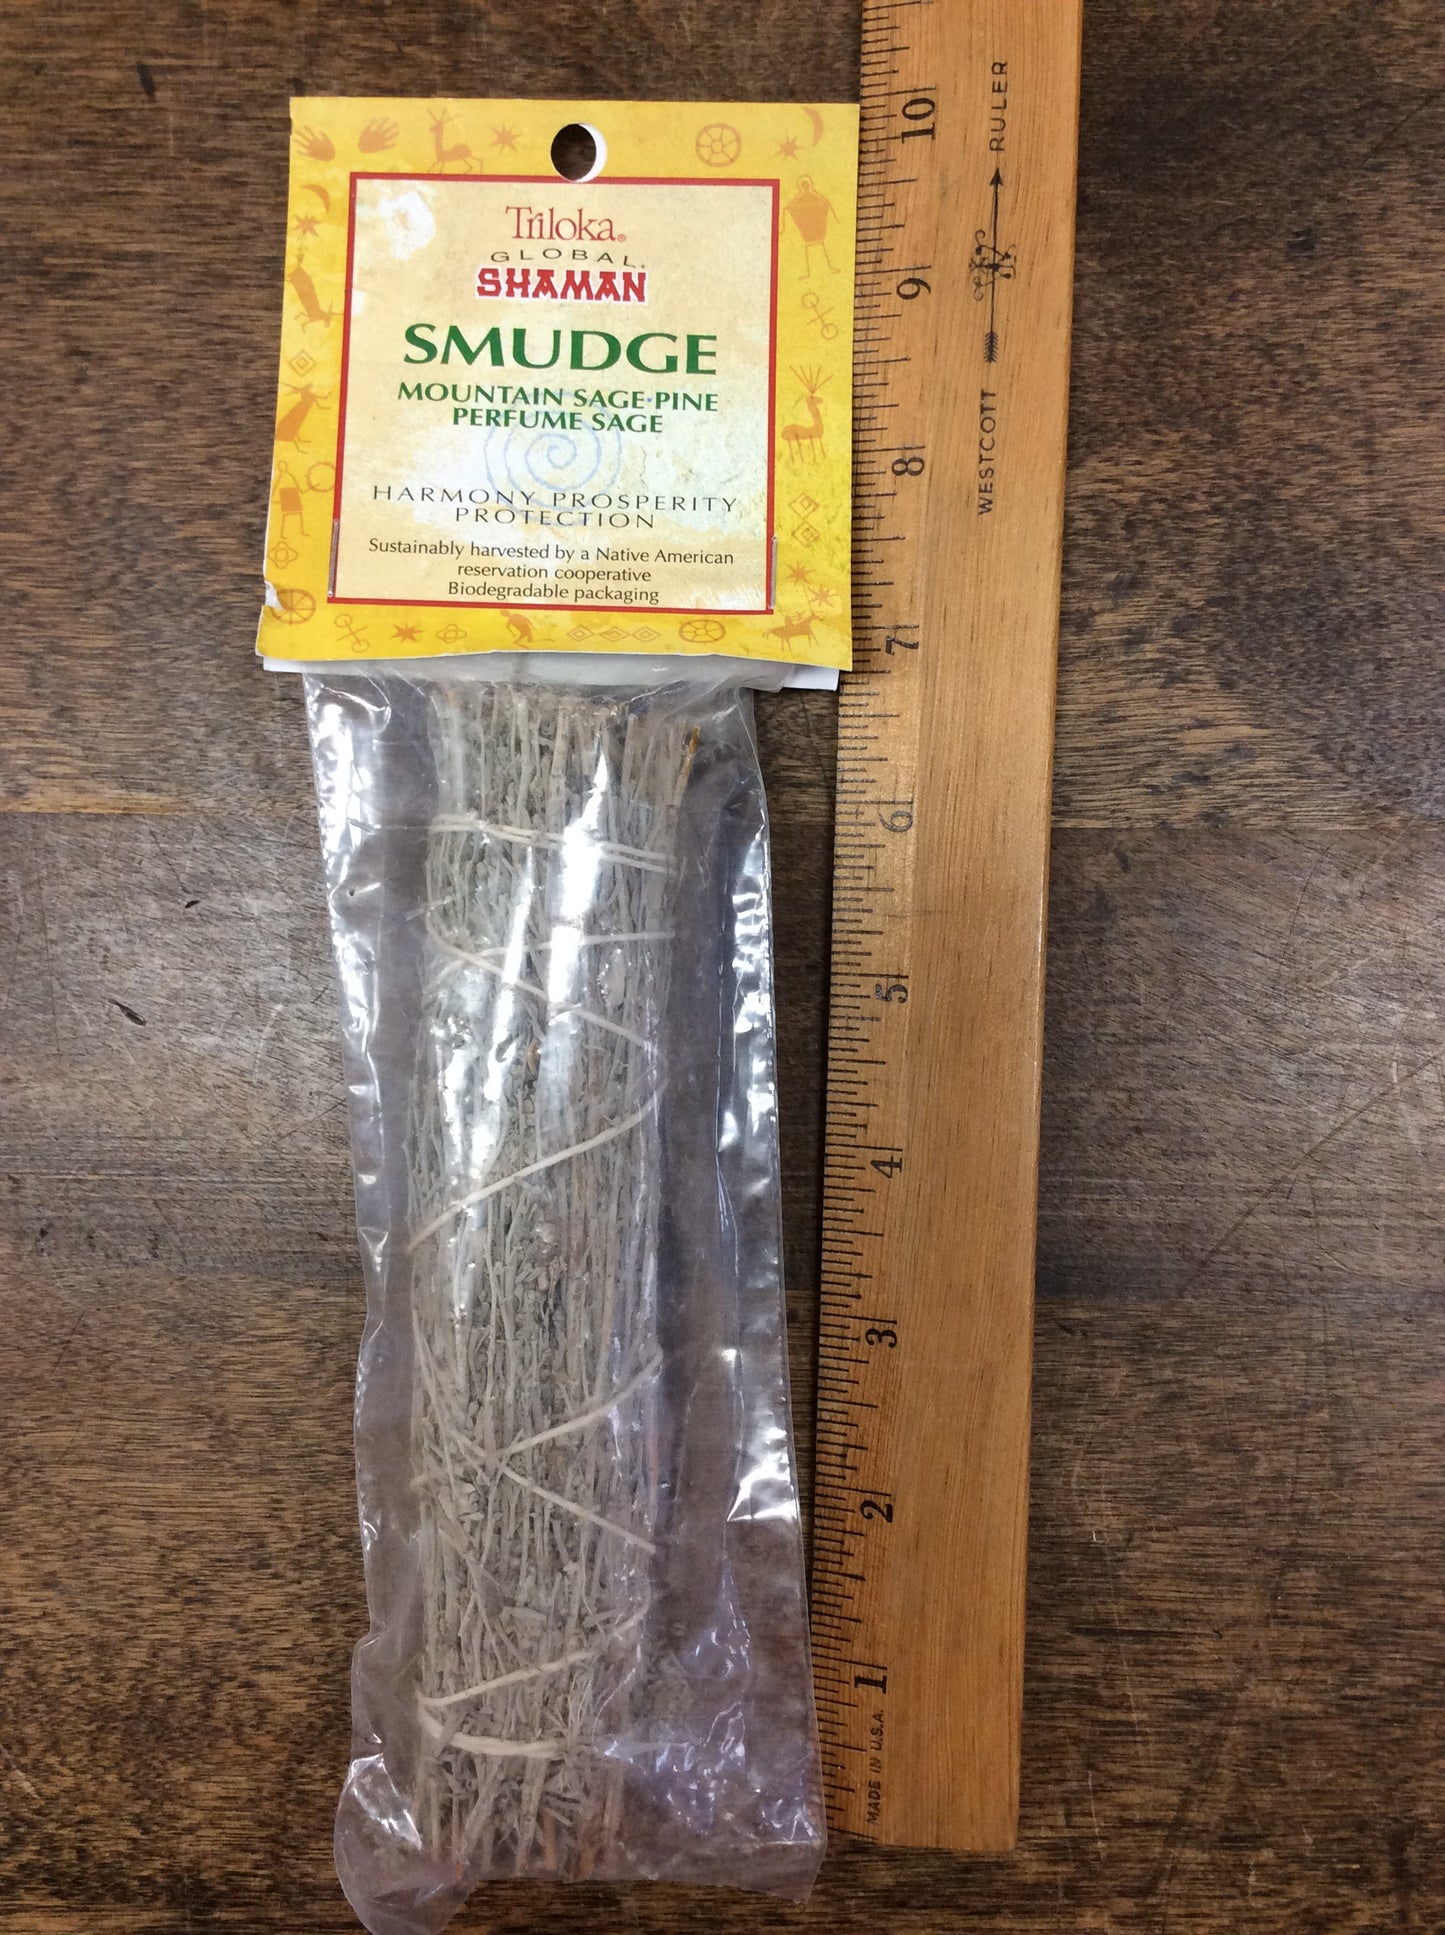 Triloka®
GLOBAL
SHAMAN
SMUDGE
MOUNTAIN SAGE·PINE
PERFUME SAGE
HARMONY PROSPERITY
PROTECTION
Sustainably harvested by a Native American
reservation cooperative
Biodegradable packaging
10
9
8
7
6
5
4
3
2
1
WESTCOTT RULER
MADE IN U.S.A.